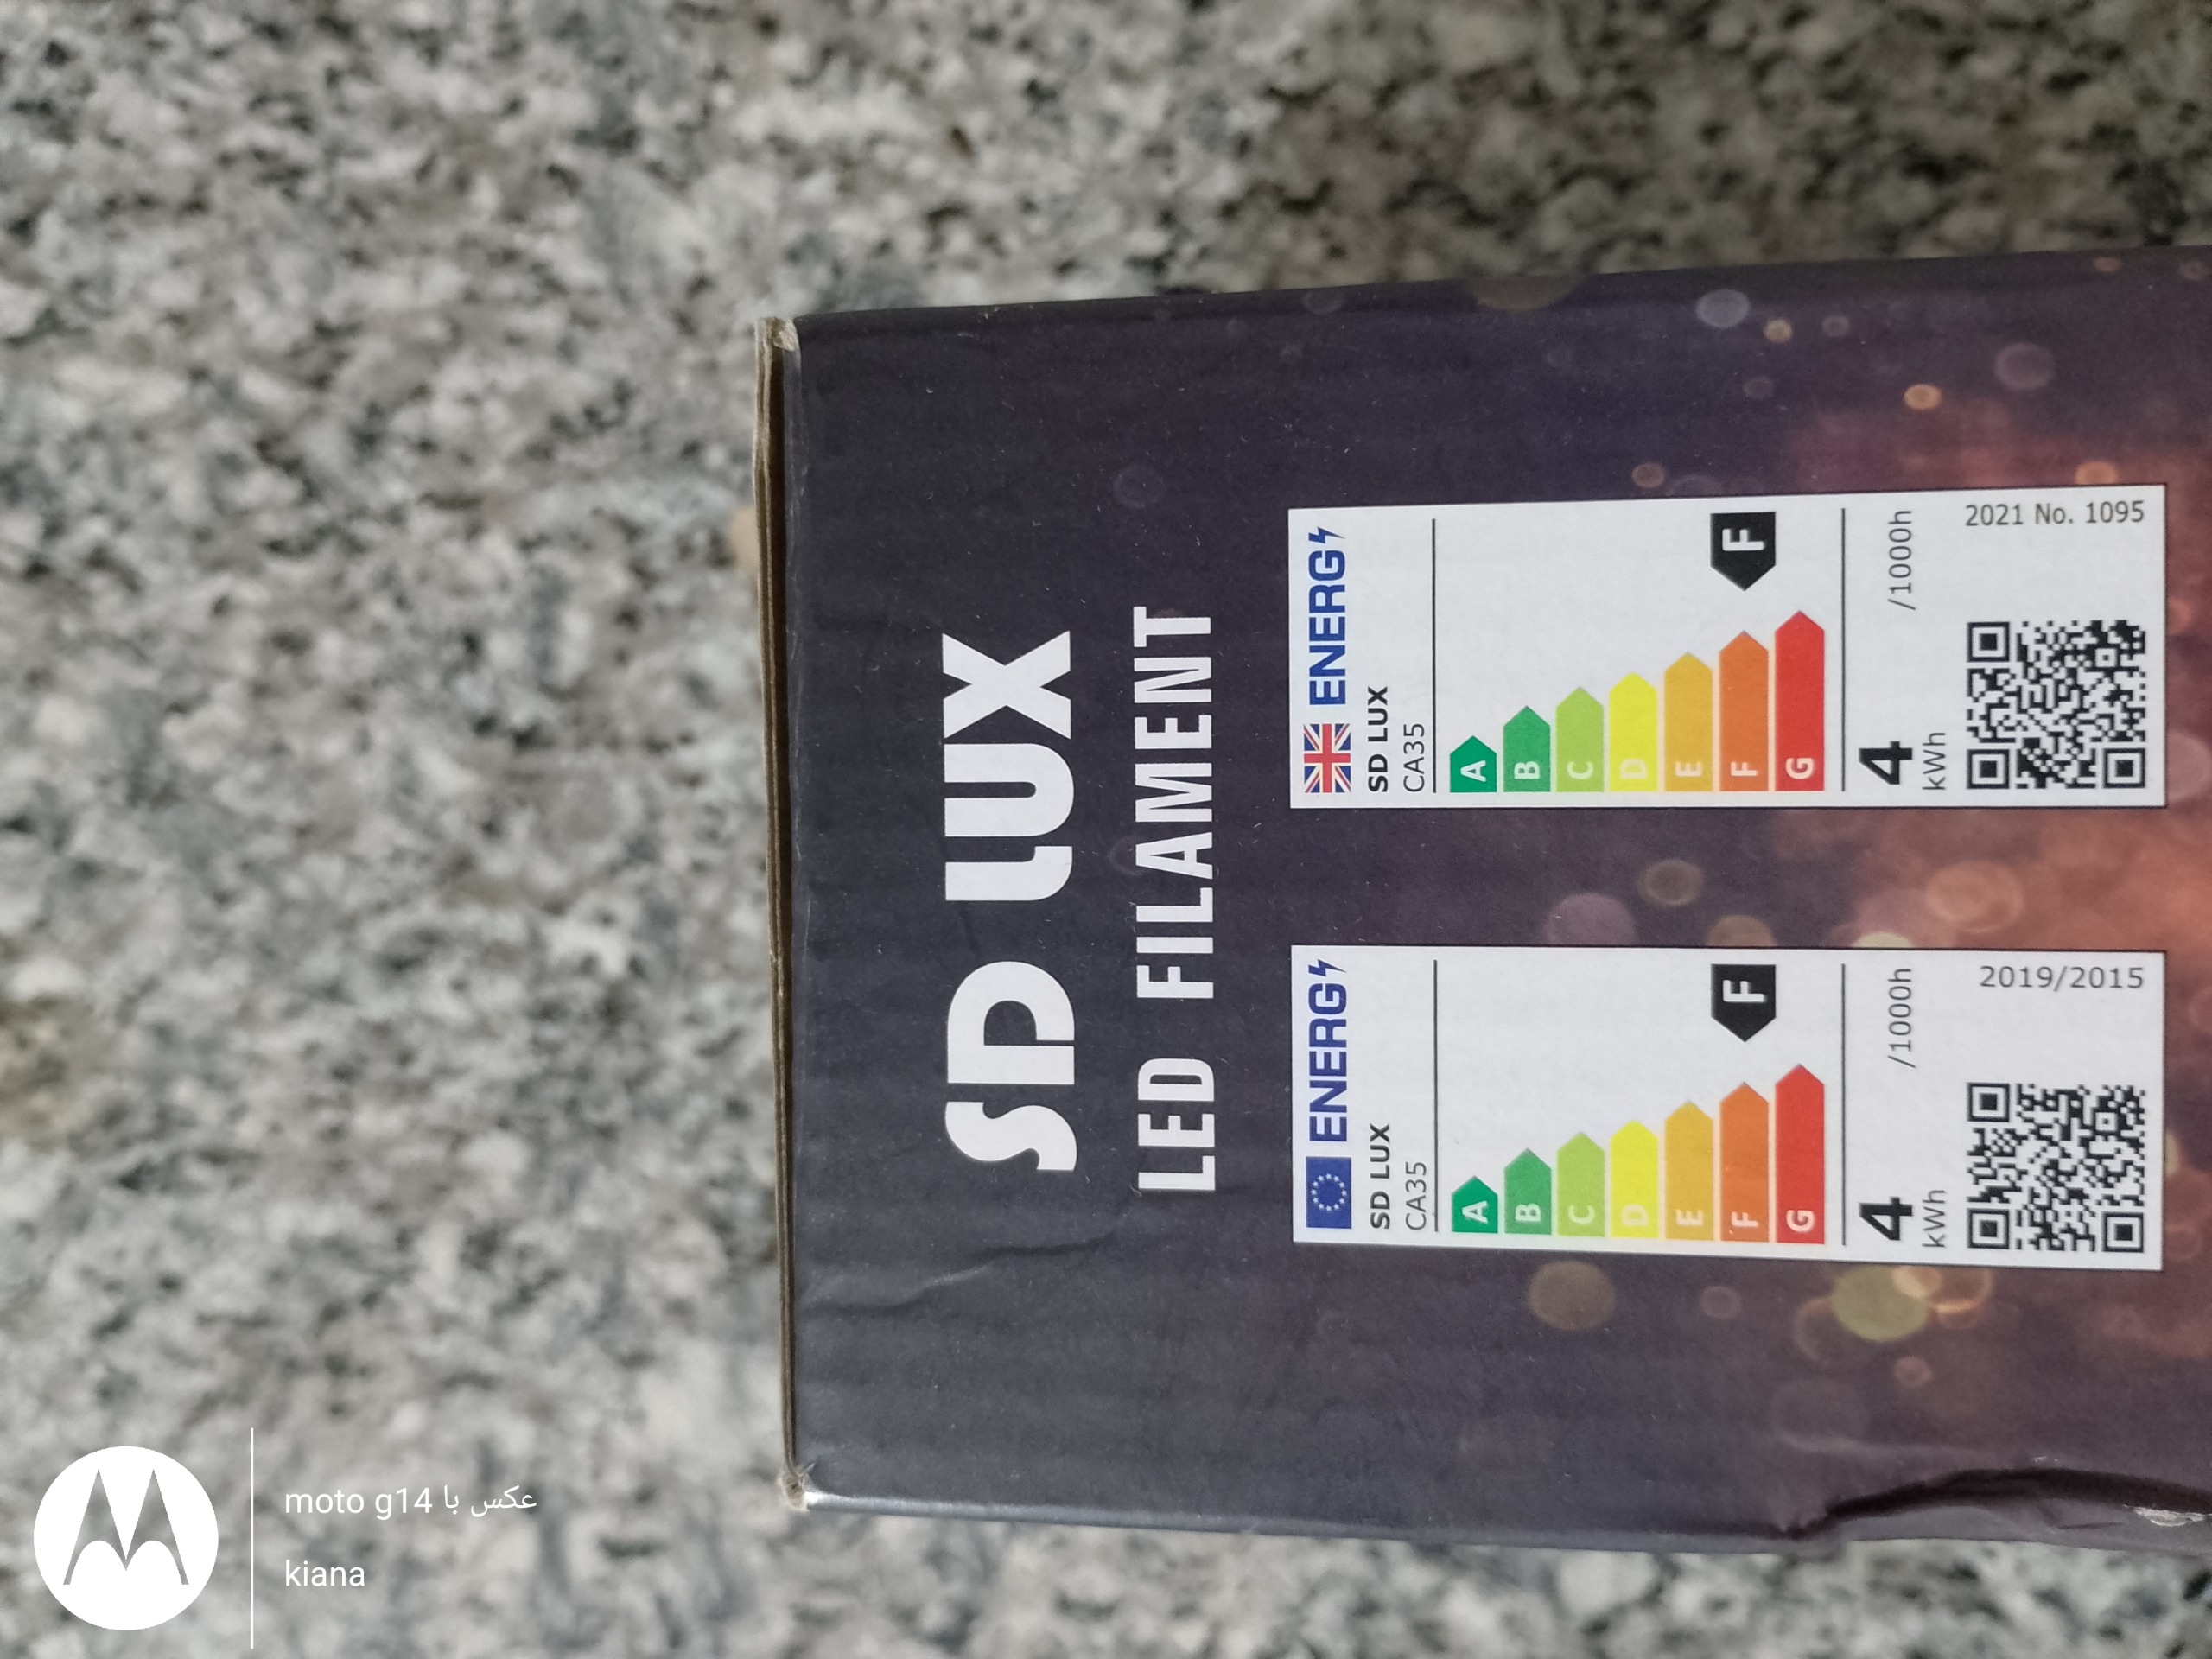 SD LUX
LED FILAMENT
ENERG
SD LUX
CA35
A
B
C
D
E
F
G
F
4
kWh
/1000h
2019/2015
ENERG
SD LUX
CA35
A
B
C
D
E
F
G
F
4
kWh
/1000h
2021 No. 1095
عکس با moto g14
kiana